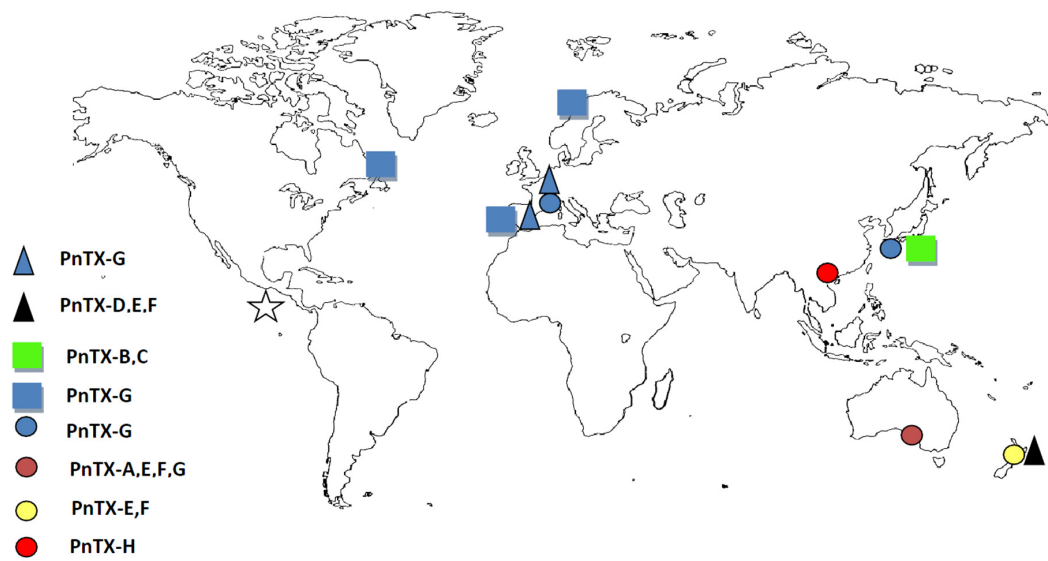 PnTX-G
PnTX-D,E,F
PnTX-B,C
PnTX-G
PnTX-G
PnTX-A,E,F,G
PnTX-E,F
PnTX-H